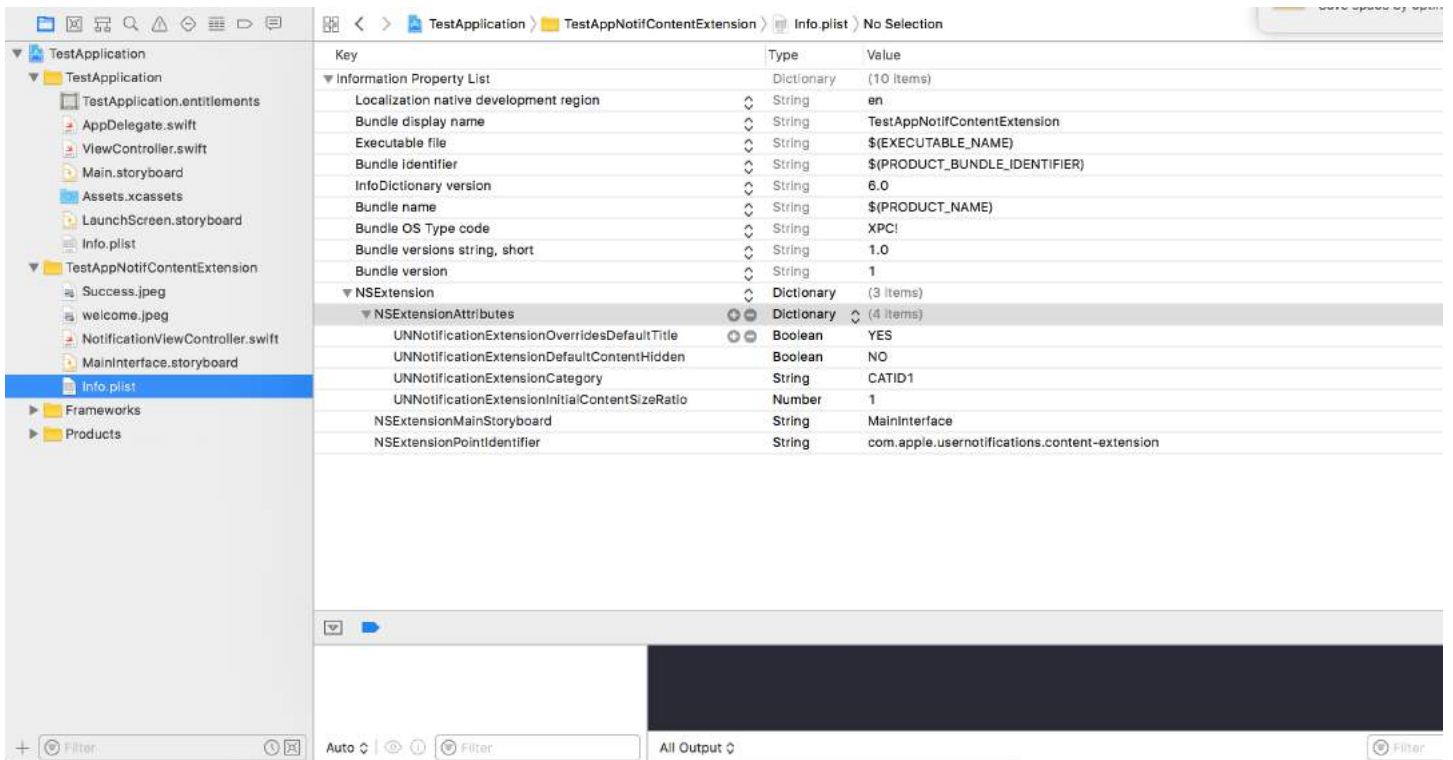 TestApplication TestAppNotifContentExtension Info.plist No Selection
TestApplication
TestApplication
TestApplication.entitlements
AppDelegate.swift
ViewController.swift
Main.storyboard
Assets.xcassets
LaunchScreen.storyboard
Info.plist
TestAppNotifContentExtension
Success.jpeg
welcome.jpeg
NotificationViewController.swift
MainInterface.storyboard
Info.plist
Frameworks
Products
Filter
Key Type Value
Information Property List Dictionary (10 items)
Localization native development region String en
Bundle display name String TestAppNotifContentExtension
Executable file String $(EXECUTABLE_NAME)
Bundle identifier String $(PRODUCT_BUNDLE_IDENTIFIER)
InfoDictionary version String 6.0
Bundle name String $(PRODUCT_NAME)
Bundle OS Type code String XPC!
Bundle versions string, short String 1.0
Bundle version String 1
NSExtension Dictionary (3 items)
NSExtensionAttributes Dictionary (4 items)
UNNotificationExtensionOverridesDefaultTitle Boolean YES
UNNotificationExtensionDefaultContentHidden Boolean NO
UNNotificationExtensionCategory String CATID1
UNNotificationExtensionInitialContentSizeRatio Number 1
NSExtensionMainStoryboard String MainInterface
NSExtensionPointIdentifier String com.apple.usernotifications.content-extension
Auto Filter All Output Filter